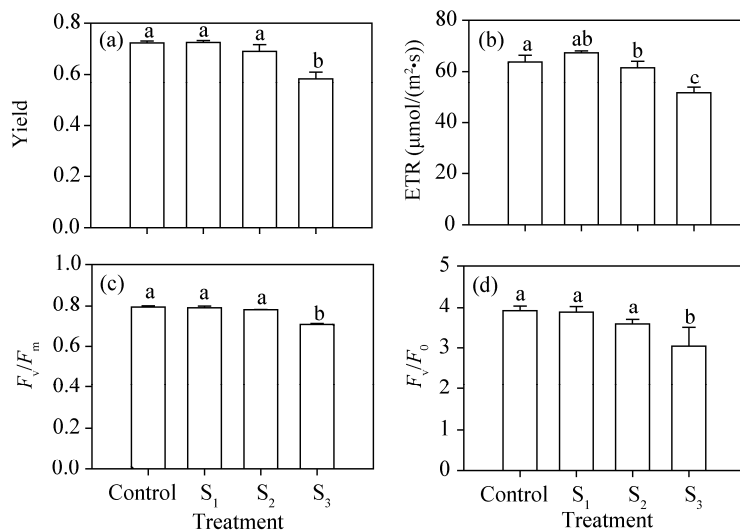 (a)
a a a b
Yield
0.8
0.6
0.4
0.2
0.0
(b)
a ab b c
ETR (μmol/(m²•s))
80
60
40
20
0
(c)
a a a b
Fᵥ/Fₘ
1.0
0.8
0.6
0.4
0.2
0.0
Control S₁ S₂ S₃
Treatment
(d)
a a a b
Fᵥ/F₀
5
4
3
2
1
0
Control S₁ S₂ S₃
Treatment